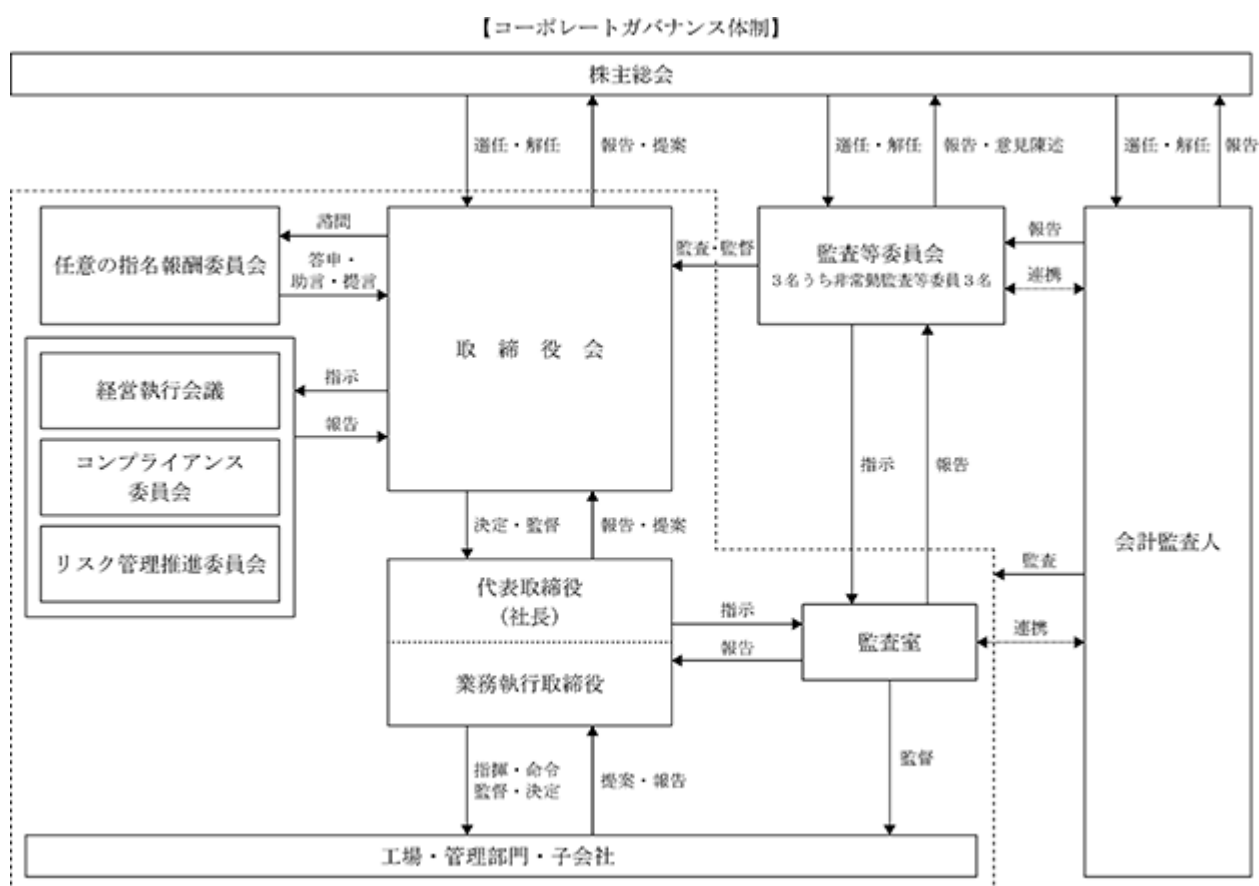 【コーポレートガバナンス体制】
株主総会
選任・解任
報告・提案
選任・解任
報告・意見陳述
選任・解任
報告
任意の指名報酬委員会
諮問
答申・
助言・提言
取締役会
監査・監督
監査等委員会
3名うち非常勤監査等委員3名
報告
連携
経営執行会議
コンプライアンス
委員会
リスク管理推進委員会
指示
報告
指示
報告
決定・監督
報告・提案
会計監査人
監査
代表取締役
(社長)
業務執行取締役
指示
報告
監査室
連携
指揮・命令
監督・決定
提案・報告
監督
工場・管理部門・子会社